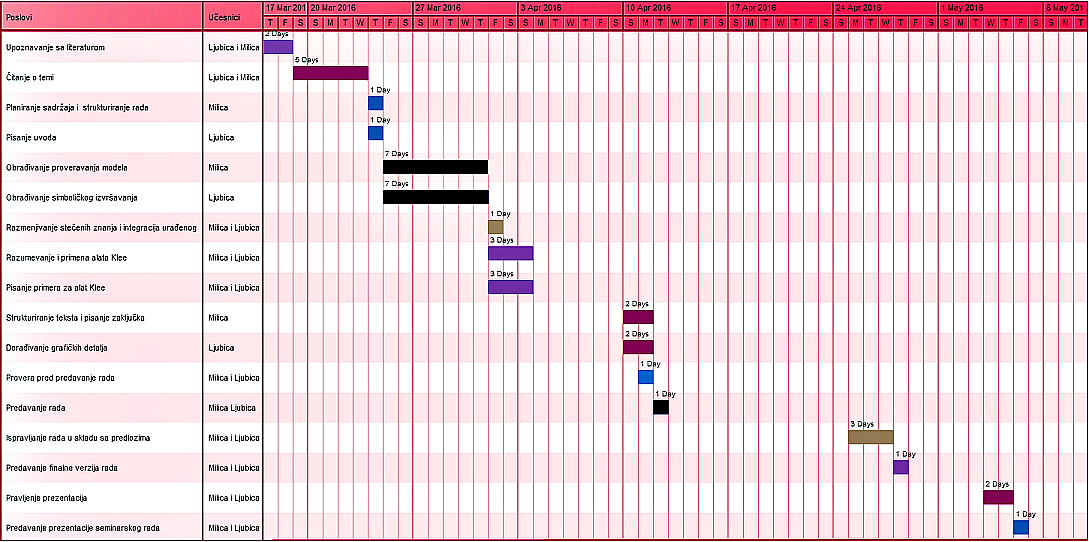 Poslovi Učesnici 17 Mar 201 20 Mar 2016 27 Mar 2016 3 Apr 2016 10 Apr 2016 17 Apr 2016 24 Apr 2016 1 May 2016 8 May 201
T F S S M T W T F S S M T W T F S S M T W T F S S M T W T F S S M T W T F S S M T W T F S S M T W T F S S M T
Upoznavanje sa literaturom Ljubica i Milica 2 Days
Čitanje o temi Ljubica i Milica 5 Days
Planiranje sadržaja i strukturiranje rada Milica 1 Day
Pisanje uvoda Ljubica 1 Day
Obrađivanje proveravanja modela Milica 7 Days
Obrađivanje simboličkog izvršavanja Ljubica 7 Days
Razmenjivanje stečenih znanja i integracija urađenog Milica i Ljubica 1 Day
Razumevanje i primena alata Klee Milica i Ljubica 3 Days
Pisanje primera za alat Klee Milica i Ljubica 3 Days
Strukturiranje teksta i pisanje zaključka Milica 2 Days
Dorađivanje grafičkih detalja Ljubica 2 Days
Provera pred predavanje rada Milica i Ljubica 1 Day
Predavanje rada Milica Ljubica 1 Day
Ispravljanje rada u skladu sa predlozima Milica i Ljubica 3 Days
Predavanje finalne verzija rada Milica i Ljubica 1 Day
Pravljenje prezentacija Milica i Ljubica 2 Days
Predavanje prezentacije seminarskog rada Milica i Ljubica 1 Day